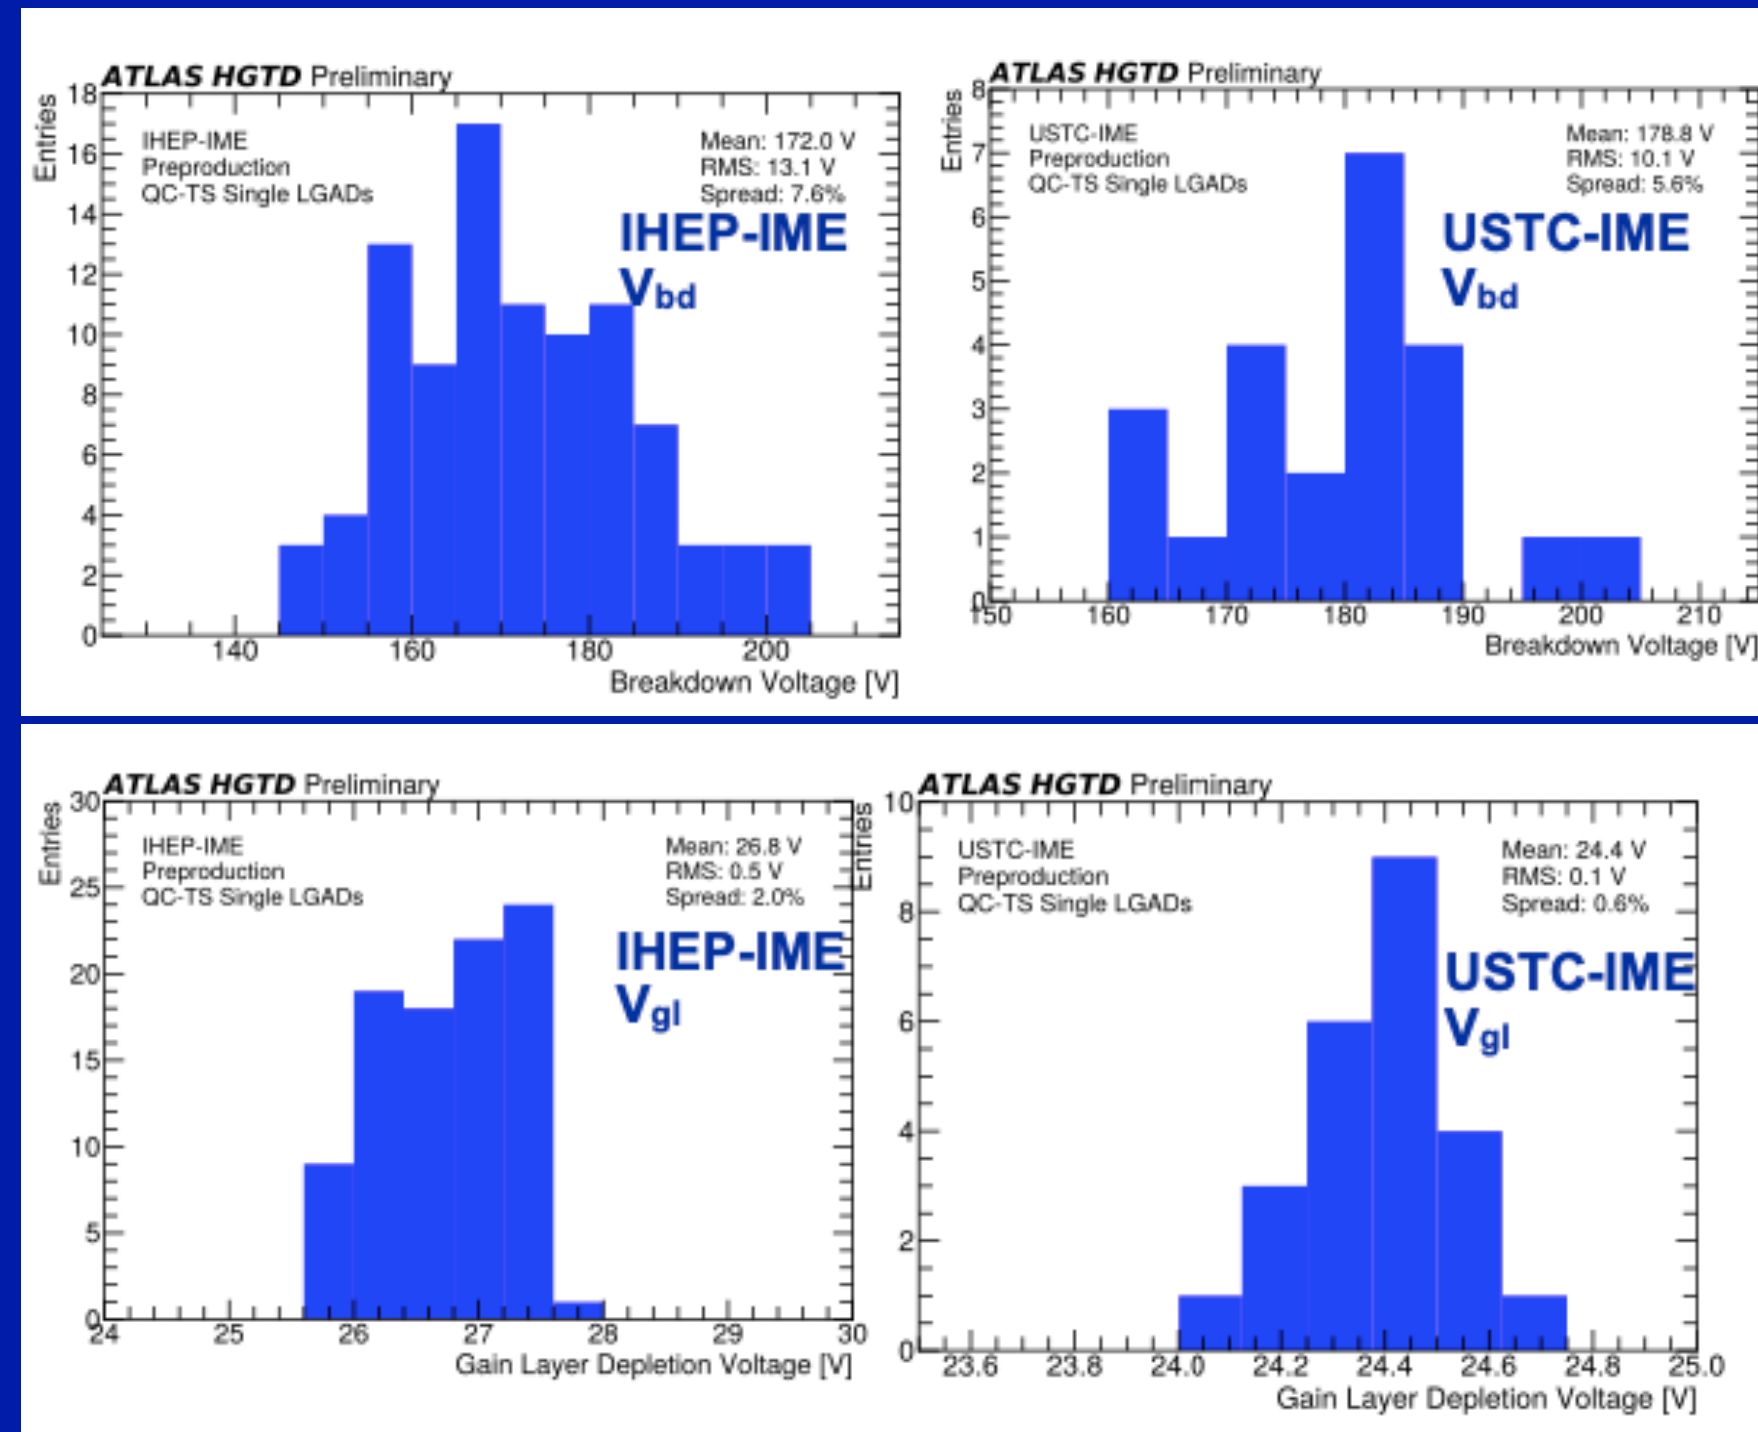 ATLAS HGTD Preliminary
Entries
IHEP-IME
Preproduction
QC-TS Single LGADs
Mean: 172.0 V
RMS: 13.1 V
Spread: 7.6%
IHEP-IME
Vbd
18
16
14
12
10
8
6
4
2
0
140 160 180 200
Breakdown Voltage [V]
ATLAS HGTD Preliminary
Entries
USTC-IME
Preproduction
QC-TS Single LGADs
Mean: 178.8 V
RMS: 10.1 V
Spread: 5.6%
USTC-IME
Vbd
8
7
6
5
4
3
2
1
0
150 160 170 180 190 200 210
Breakdown Voltage [V]
ATLAS HGTD Preliminary
Entries
IHEP-IME
Preproduction
QC-TS Single LGADs
Mean: 26.8 V
RMS: 0.5 V
Spread: 2.0%
IHEP-IME
Vgl
30
25
20
15
10
5
0
24 25 26 27 28 29 30
Gain Layer Depletion Voltage [V]
ATLAS HGTD Preliminary
Entries
USTC-IME
Preproduction
QC-TS Single LGADs
Mean: 24.4 V
RMS: 0.1 V
Spread: 0.6%
USTC-IME
Vgl
10
8
6
4
2
0
23.6 23.8 24.0 24.2 24.4 24.6 24.8 25.0
Gain Layer Depletion Voltage [V]